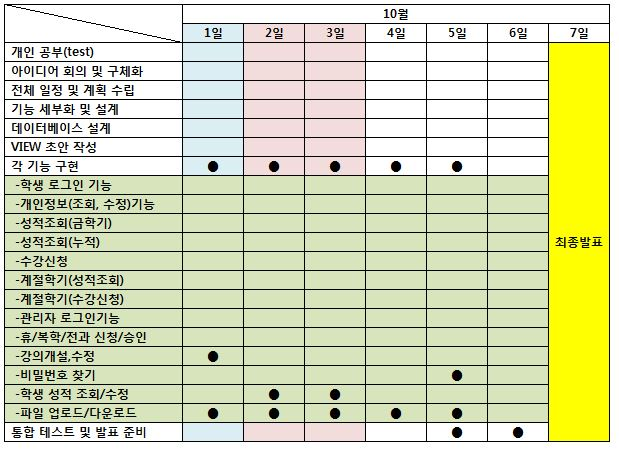 10월
1일 2일 3일 4일 5일 6일 7일
개인 공부(test)
아이디어 회의 및 구체화
전체 일정 및 계획 수립
기능 세부화 및 설계
데이터베이스 설계
VIEW 초안 작성
각 기능 구현 ● ● ● ● ●
-학생 로그인 기능
-개인정보(조회, 수정)기능
-성적조회(금학기)
-성적조회(누적)
최종발표
-수강신청
-계절학기(성적조회)
-계절학기(수강신청)
-관리자 로그인기능
-휴/복학/전과 신청/승인
-강의개설,수정 ●
-비밀번호 찾기 ●
-학생 성적 조회/수정 ● ●
-파일 업로드/다운로드 ● ● ● ● ●
통합 테스트 및 발표 준비 ● ●